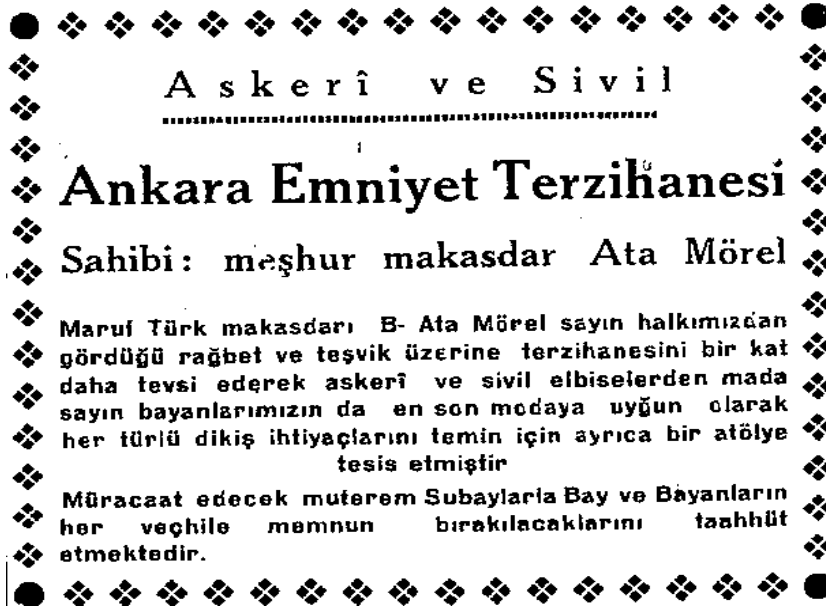 Askerî ve Sivil
Ankara Emniyet Terzihanesi
Sahibi: meşhur makasdar Ata Mörel
Maruf Türk makasdarı B- Ata Mörel sayın halkımızdan
gördüğü rağbet ve teşvik üzerine terzihanesini bir kat
daha tevsi ederek askerî ve sivil elbiselerden mada
sayın bayanlarımızın da en son modaya uyğun olarak
her türlü dikiş ihtiyaçlarını temin için ayrıca bir atölye
tesis etmiştir
Müracaat edecek muterem Subaylarla Bay ve Bayanların
her veçhile memnun bırakılacaklarını taahhüt
etmektedir.